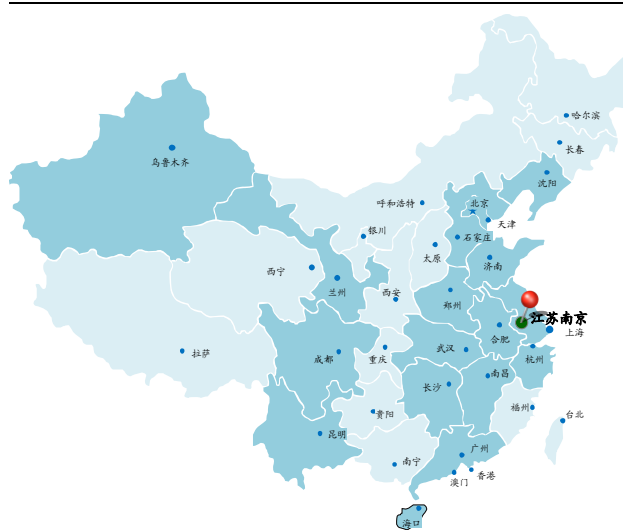 哈尔滨
长春
乌鲁木齐
沈阳
呼和浩特
北京
天津
银川
石家庄
太原
西宁
济南
兰州
西安
郑州
江苏南京
合肥
上海
拉萨
成都
重庆
武汉
杭州
长沙
南昌
贵阳
福州
台北
昆明
广州
南宁
香港
澳门
海口